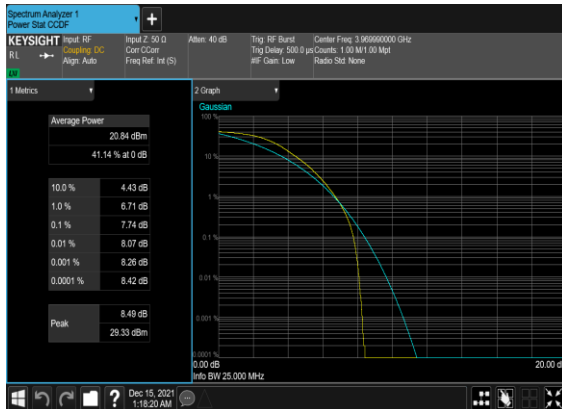 Spectrum Analyzer 1
Power Stat CCDF
+
KEYSIGHT
RL
LXI
Input: RF
Coupling: DC
Align: Auto
Input Z: 50 Ω
Corr CCorr
Freq Ref: Int (S)
Atten: 40 dB
Trig: RF Burst
Trig Delay: 500.0 µs
#IF Gain: Low
Center Freq: 3.969990000 GHz
Counts: 1.00 M/1.00 Mpt
Radio Std: None
1 Metrics
Average Power
20.84 dBm
41.14 % at 0 dB
10.0 % 4.43 dB
1.0 % 6.71 dB
0.1 % 7.74 dB
0.01 % 8.07 dB
0.001 % 8.26 dB
0.0001 % 8.42 dB
Peak
8.49 dB
29.33 dBm
2 Graph
Gaussian
100 %
10 %
1 %
0.1 %
0.01 %
0.001 %
0.0001 %
0.00 dB
20.00 d
Info BW 25.000 MHz
?
Dec 15, 2021
1:18:20 AM